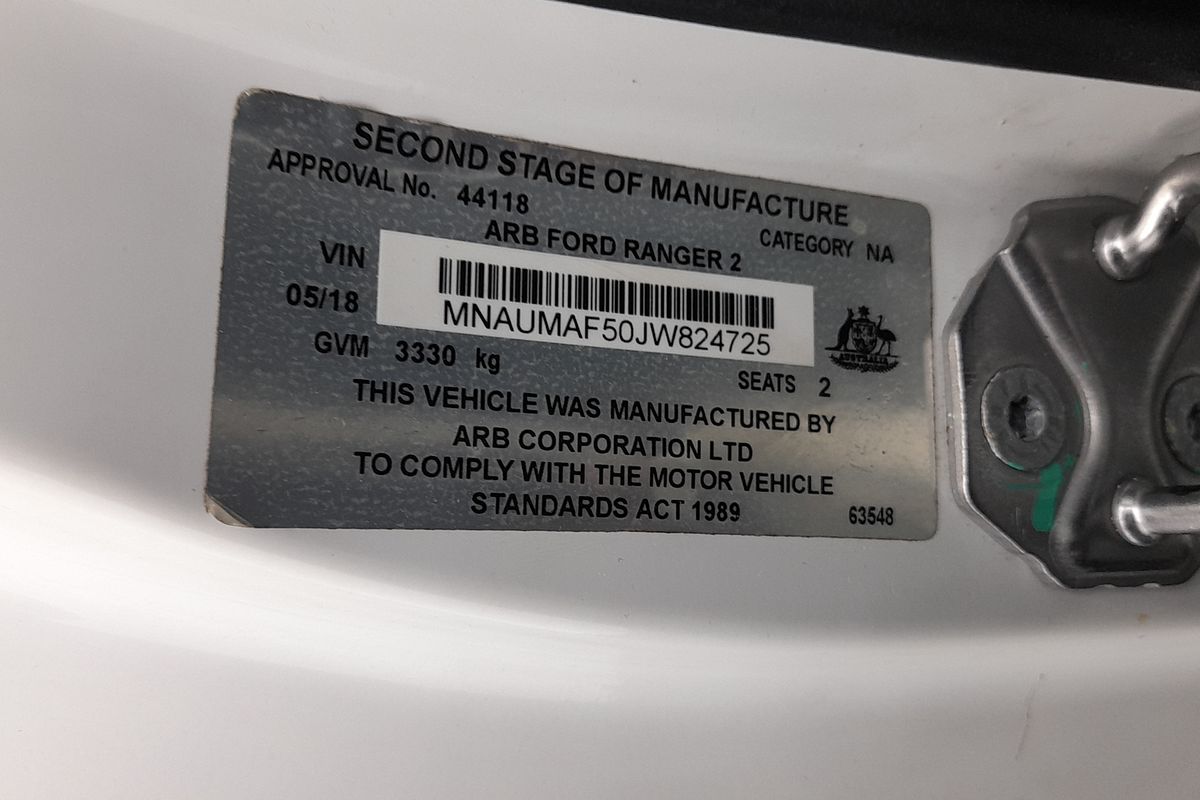 SECOND STAGE OF MANUFACTURE
APPROVAL No. 44118 CATEGORY NA
ARB FORD RANGER 2
VIN
MNAUMAF50JW824725
05/18
AUSTRALIA
GVM 3330 kg SEATS 2
THIS VEHICLE WAS MANUFACTURED BY
ARB CORPORATION LTD
TO COMPLY WITH THE MOTOR VEHICLE
STANDARDS ACT 1989
63548